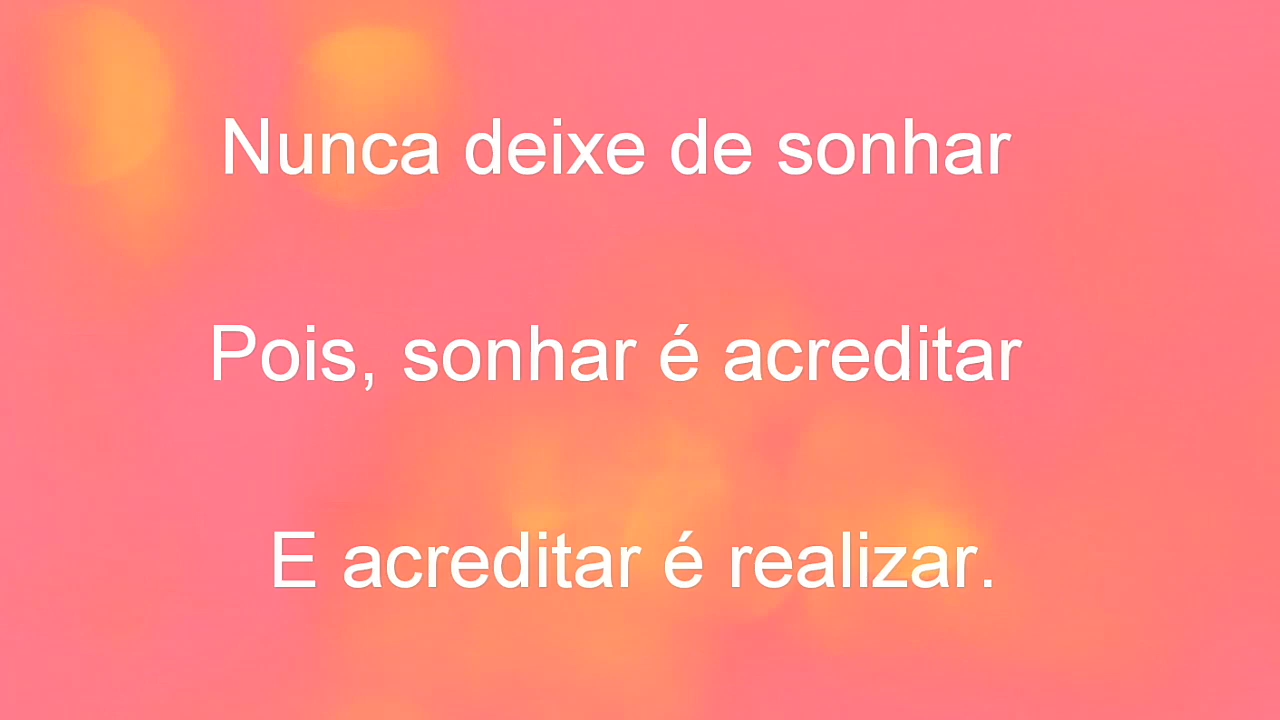 Nunca deixe de sonhar
Pois, sonhar é acreditar
E acreditar é realizar.